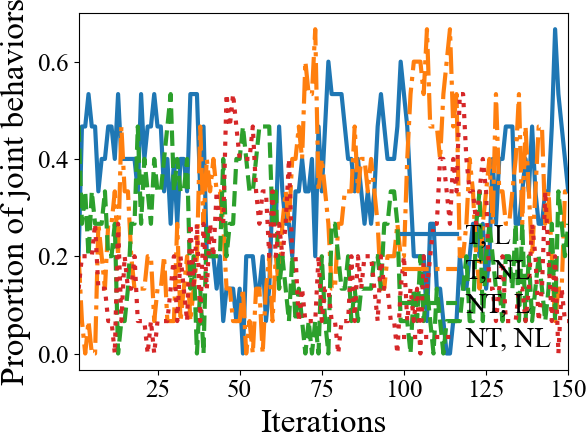 Proportion of joint behaviors
0.6
0.4
0.2
0.0
T, L
T, NL
NT, L
NT, NL
25
50
75
100
125
150
Iterations